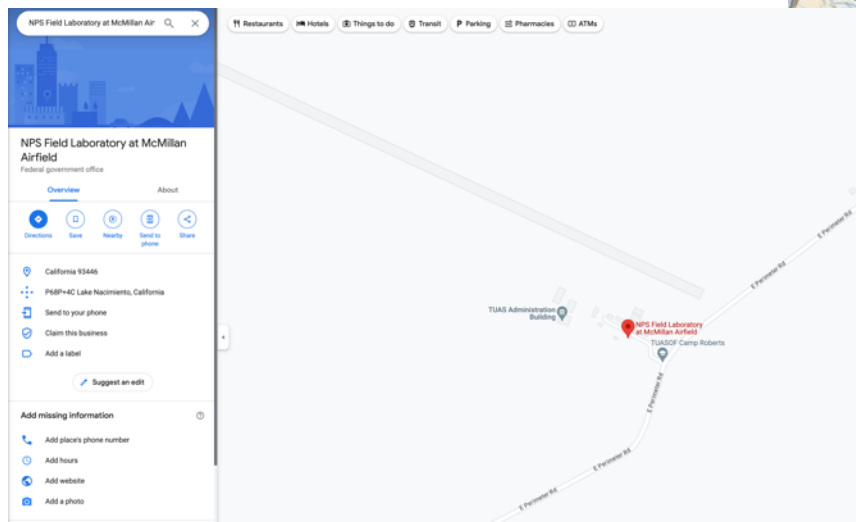 NPS Field Laboratory at McMillan Air
Restaurants
Hotels
Things to do
Transit
Parking
Pharmacies
ATMs
NPS Field Laboratory at McMillan
Airfield
Federal government office
Overview
About
Directions
Save
Nearby
Send to
phone
Share
California 93446
P68P+4C Lake Nacimiento, California
Send to your phone
Claim this business
Add a label
Suggest an edit
Add missing information
Add place's phone number
Add hours
Add website
Add a photo
E Perimeter Rd
E Perimeter Rd
TUAS Administration
Building
NPS Field Laboratory
at McMillan Airfield
TUASOF Camp Roberts
E Perimeter Rd
E Perimeter Rd
E Perimeter Rd